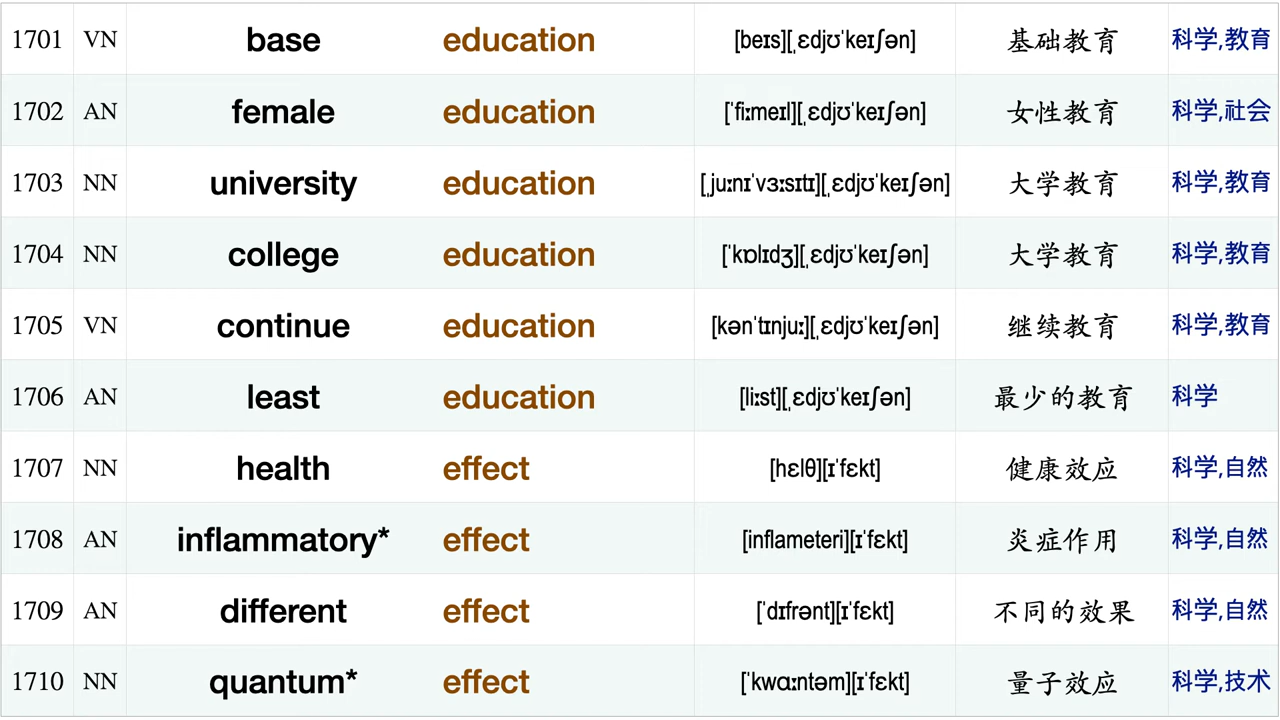 1701 VN base education [beɪs][ˌɛdjʊˈkeɪʃən] 基础教育 科学,教育
1702 AN female education [ˈfiːmeɪl][ˌɛdjʊˈkeɪʃən] 女性教育 科学,社会
1703 NN university education [ˌjuːnɪˈvɜːsɪtɪ][ˌɛdjʊˈkeɪʃən] 大学教育 科学,教育
1704 NN college education [ˈkɒlɪdʒ][ˌɛdjʊˈkeɪʃən] 大学教育 科学,教育
1705 VN continue education [kənˈtɪnjuː][ˌɛdjʊˈkeɪʃən] 继续教育 科学,教育
1706 AN least education [liːst][ˌɛdjʊˈkeɪʃən] 最少的教育 科学
1707 NN health effect [hɛlθ][ɪˈfɛkt] 健康效应 科学,自然
1708 AN inflammatory* effect [inflameteri][ɪˈfɛkt] 炎症作用 科学,自然
1709 AN different effect [ˈdɪfrənt][ɪˈfɛkt] 不同的效果 科学,自然
1710 NN quantum* effect [ˈkwɑːntəm][ɪˈfɛkt] 量子效应 科学,技术